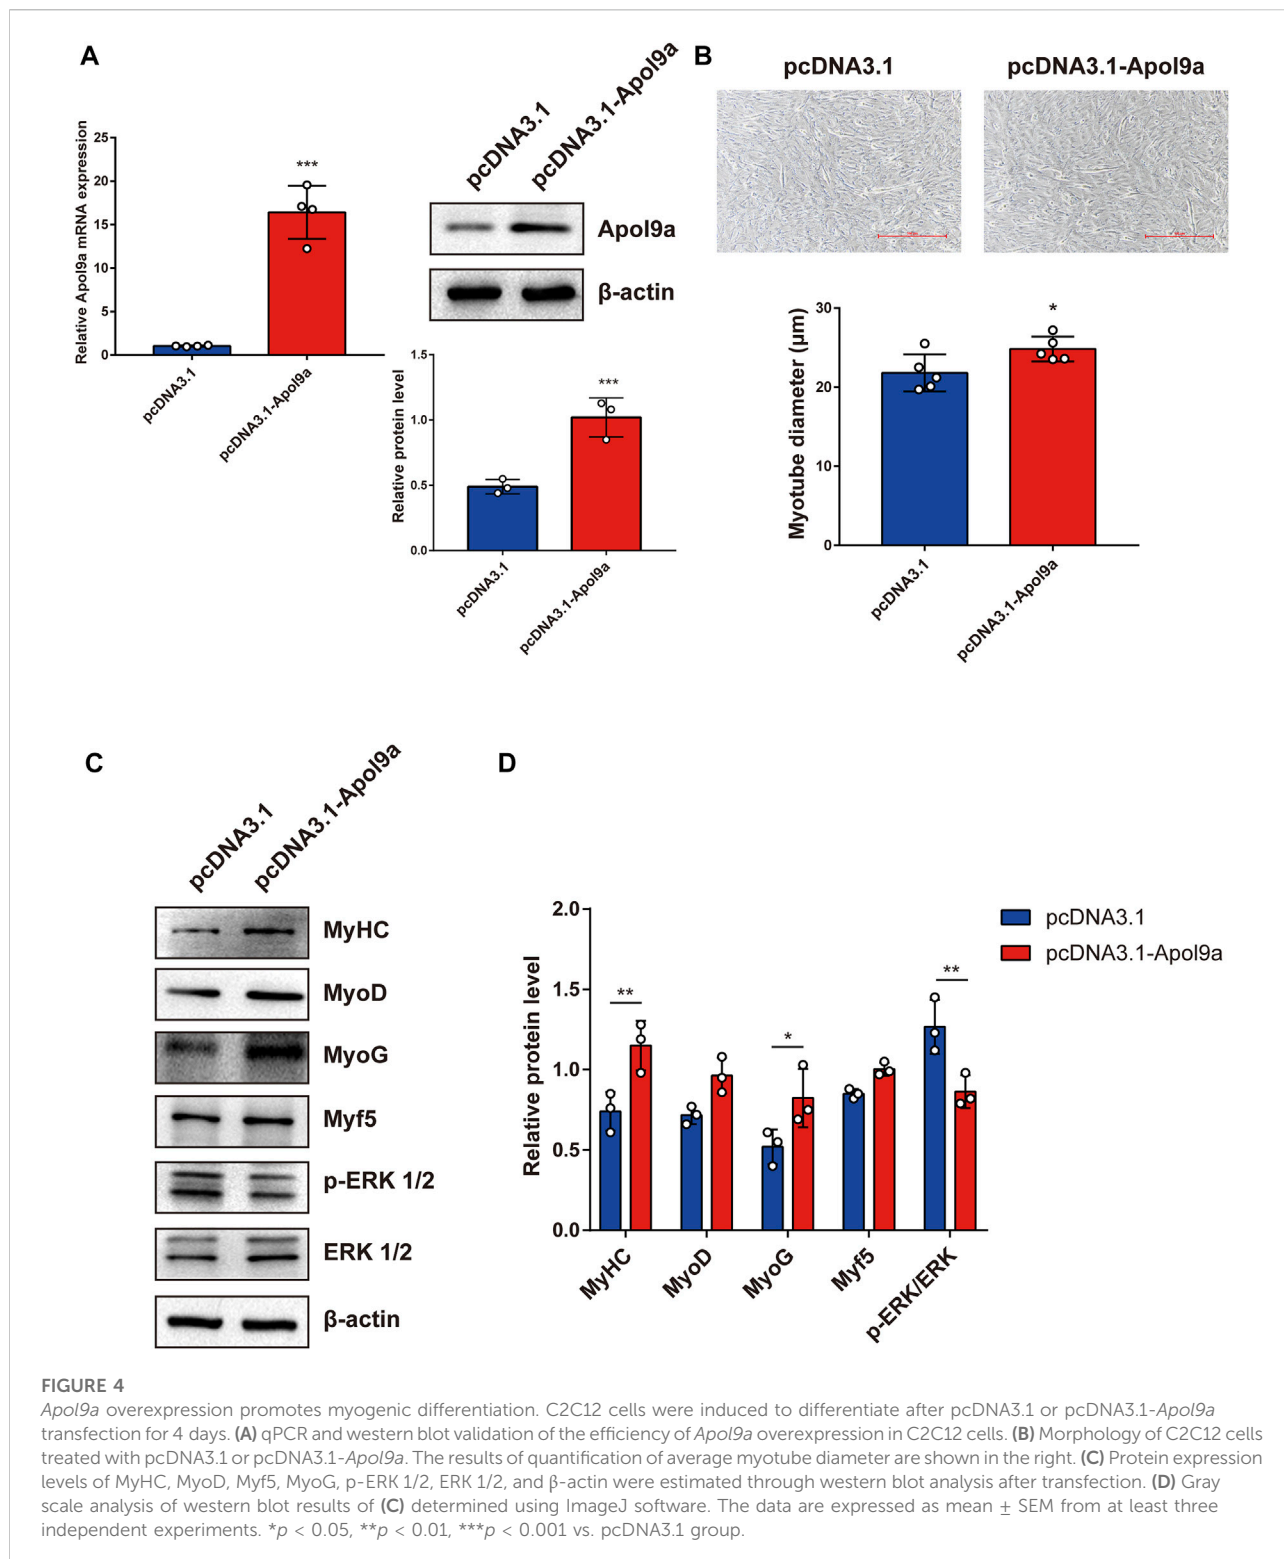 A
Relative Apol9a mRNA expression
25
20
15
10
5
0
***
pcDNA3.1
pcDNA3.1-Apol9a
pcDNA3.1
pcDNA3.1-Apol9a
Apol9a
β-actin
Relative protein level
1.5
1.0
0.5
0.0
***
pcDNA3.1
pcDNA3.1-Apol9a
B
pcDNA3.1
pcDNA3.1-Apol9a
Myotube diameter (μm)
30
20
10
0
*
pcDNA3.1
pcDNA3.1-Apol9a
C
pcDNA3.1
pcDNA3.1-Apol9a
MyHC
MyoD
MyoG
Myf5
p-ERK 1/2
ERK 1/2
β-actin
D
Relative protein level
2.0
1.5
1.0
0.5
0.0
**
*
**
MyHC
MyoD
MyoG
Myf5
p-ERK/ERK
pcDNA3.1
pcDNA3.1-Apol9a
FIGURE 4
Apol9a overexpression promotes myogenic differentiation. C2C12 cells were induced to differentiate after pcDNA3.1 or pcDNA3.1-Apol9a
transfection for 4 days. (A) qPCR and western blot validation of the efficiency of Apol9a overexpression in C2C12 cells. (B) Morphology of C2C12 cells
treated with pcDNA3.1 or pcDNA3.1-Apol9a. The results of quantification of average myotube diameter are shown in the right. (C) Protein expression
levels of MyHC, MyoD, Myf5, MyoG, p-ERK 1/2, ERK 1/2, and β-actin were estimated through western blot analysis after transfection. (D) Gray
scale analysis of western blot results of (C) determined using ImageJ software. The data are expressed as mean ± SEM from at least three
independent experiments. *p < 0.05, **p < 0.01, ***p < 0.001 vs. pcDNA3.1 group.